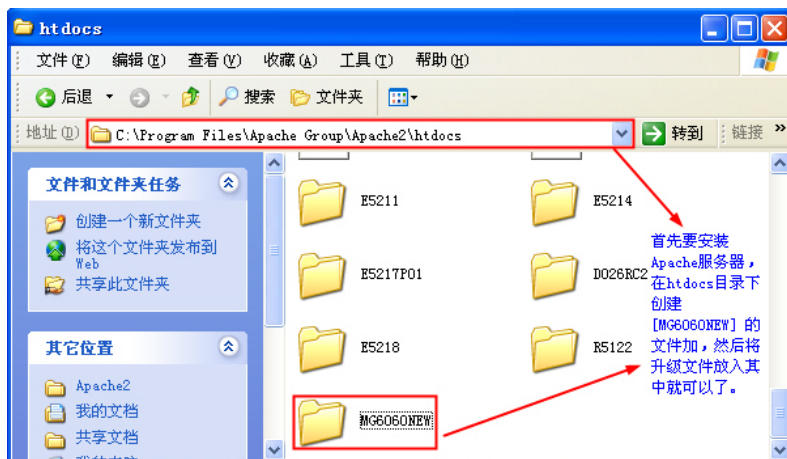 htdocs
文件(F) 编辑(E) 查看(V) 收藏(A) 工具(T) 帮助(H)
后退 搜索 文件夹
地址(D) C:\Program Files\Apache Group\Apache2\htdocs 转到 链接 »
文件和文件夹任务
创建一个新文件夹
将这个文件夹发布到
Web
共享此文件夹
其它位置
Apache2
我的文档
共享文档
E5211
E5214
E5217P01
D026RC2
E5218
R5122
MG6060NEW
首先要安装
Apache服务器，
在htdocs目录下
创建
[MG6060NEW] 的
文件加，然后将
升级文件放入其
中就可以了。